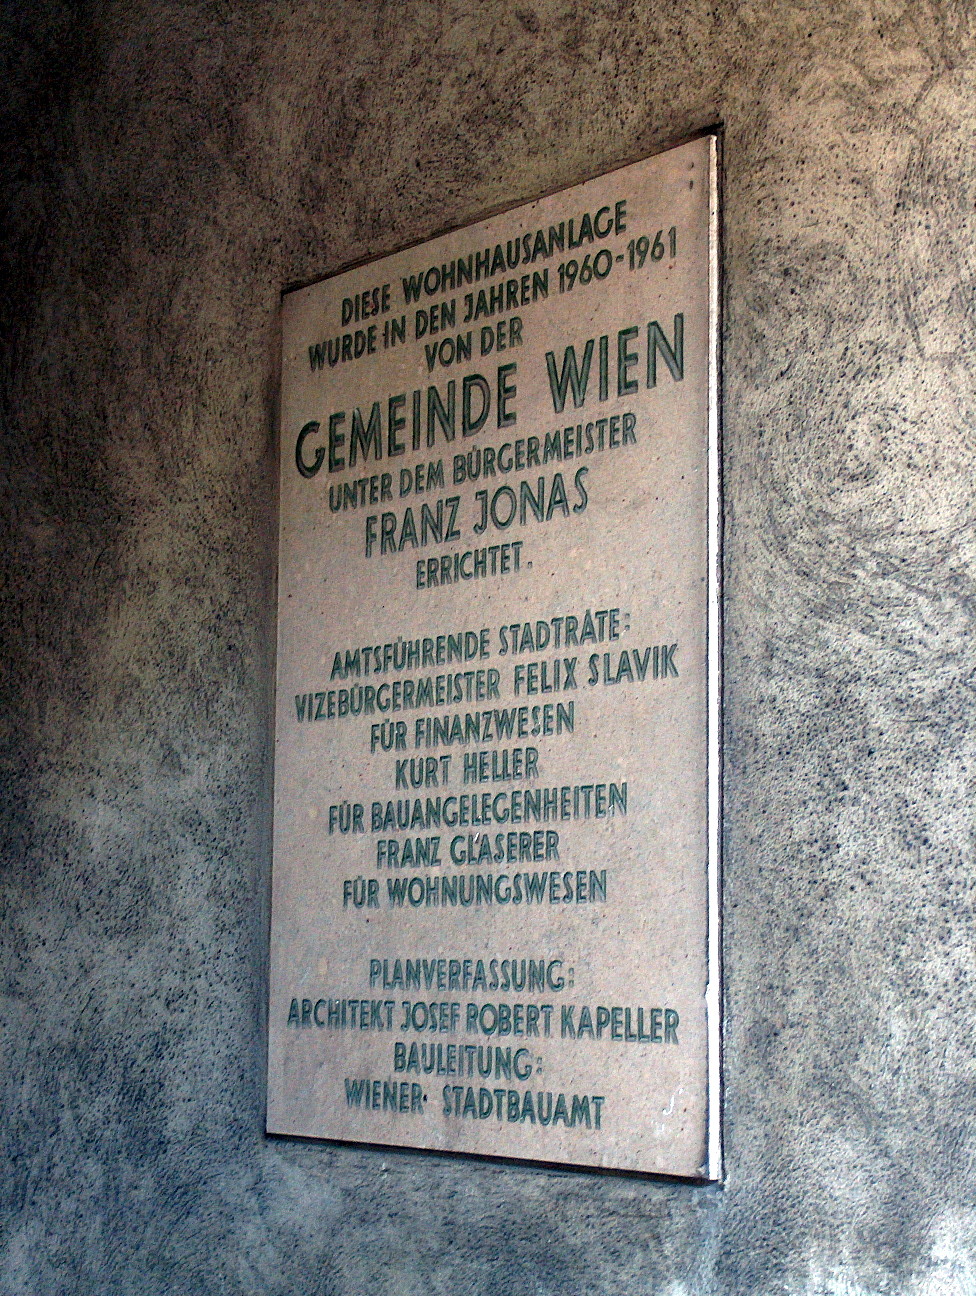 DIESE WOHNHAUSANLAGE
WURDE IN DEN JAHREN 1960-1961
VON DER
GEMEINDE WIEN
UNTER DEM BÜRGERMEISTER
FRANZ JONAS
ERRICHTET.
AMTSFÜHRENDE STADTRÄTE:
VIZEBÜRGERMEISTER FELIX SLAVIK
FÜR FINANZWESEN
KURT HELLER
FÜR BAUANGELEGENHEITEN
FRANZ GLASERER
FÜR WOHNUNGSWESEN
PLANVERFASSUNG:
ARCHITEKT JOSEF ROBERT KAPELLER
BAULEITUNG:
WIENER STADTBAUAMT